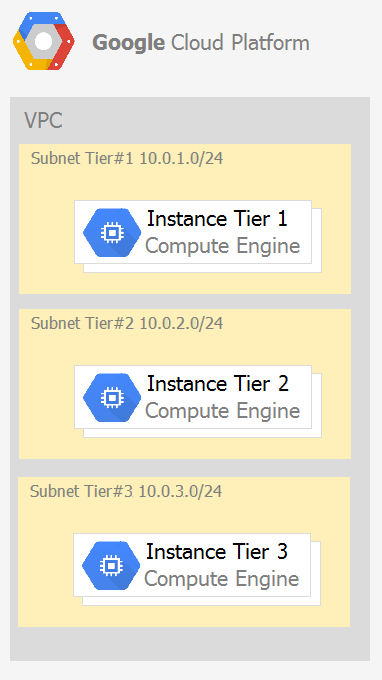 Google Cloud Platform
VPC
Subnet Tier#1 10.0.1.0/24
Instance Tier 1
Compute Engine
Subnet Tier#2 10.0.2.0/24
Instance Tier 2
Compute Engine
Subnet Tier#3 10.0.3.0/24
Instance Tier 3
Compute Engine